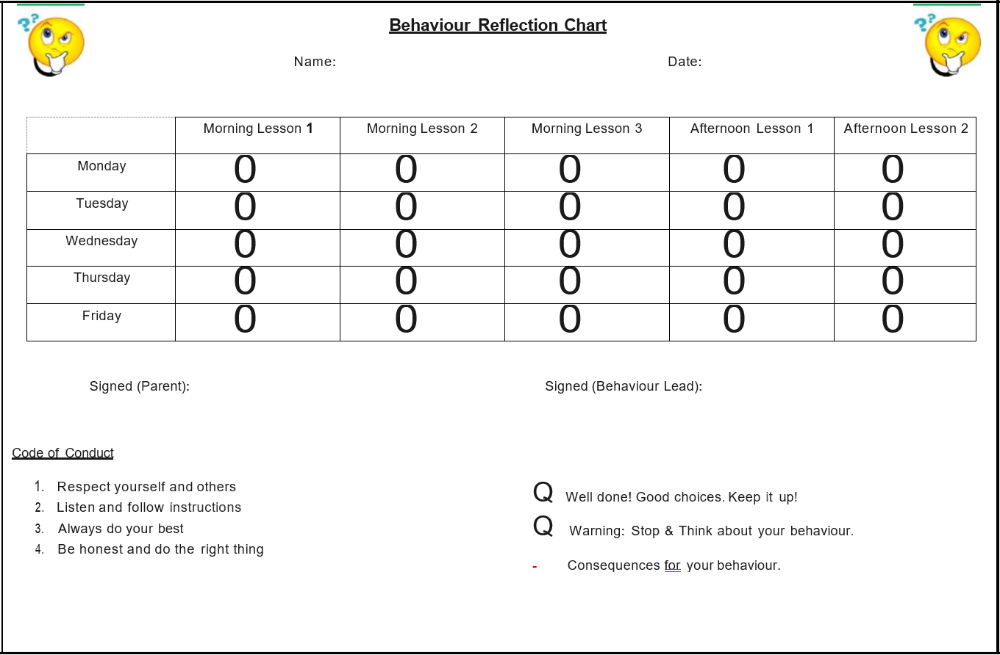 ??
Behaviour Reflection Chart
??
Name: Date:
Morning Lesson 1 Morning Lesson 2 Morning Lesson 3 Afternoon Lesson 1 Afternoon Lesson 2
Monday 0 0 0 0 0
Tuesday 0 0 0 0 0
Wednesday 0 0 0 0 0
Thursday 0 0 0 0 0
Friday 0 0 0 0 0
Signed (Parent): Signed (Behaviour Lead):
Code of Conduct
1. Respect yourself and others
2. Listen and follow instructions
3. Always do your best
4. Be honest and do the right thing
Q Well done! Good choices. Keep it up!
Q Warning: Stop & Think about your behaviour.
- Consequences for your behaviour.